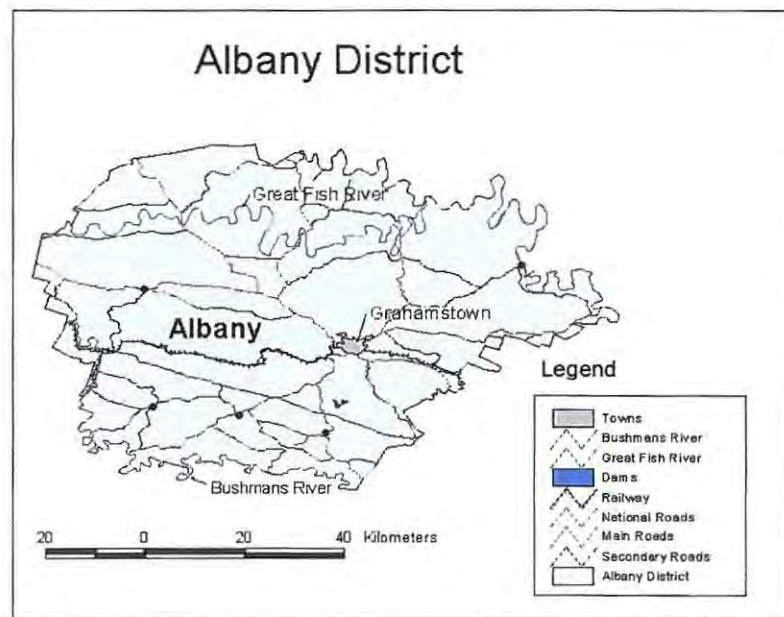 Albany District
Great Fish River
Grahamstown
Albany
Bushmans River
20 0 20 40 Kilometers
Legend
Towns
Bushmans River
Great Fish River
Dams
Railway
National Roads
Main Roads
Secondary Roads
Albany District